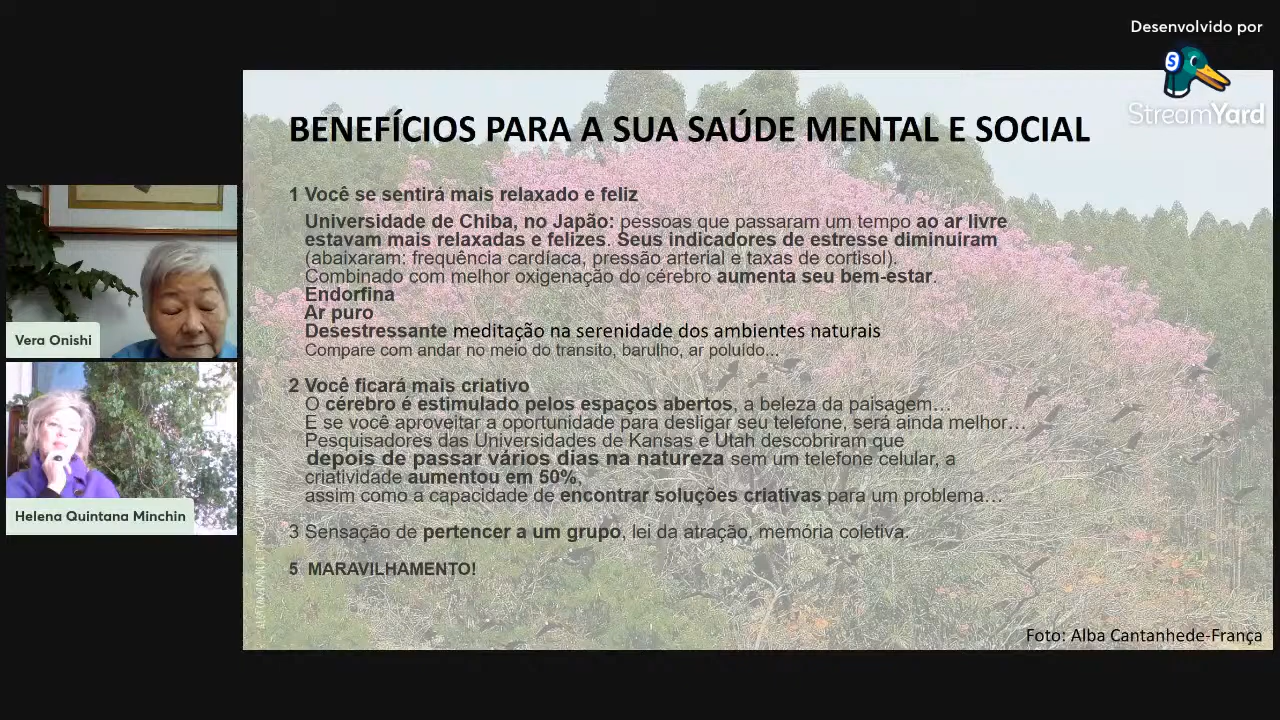 Desenvolvido por
StreamYard
BENEFÍCIOS PARA A SUA SAÚDE MENTAL E SOCIAL
1 Você se sentirá mais relaxado e feliz
Universidade de Chiba, no Japão: pessoas que passaram um tempo ao ar livre
estavam mais relaxadas e felizes. Seus indicadores de estresse diminuiram
(abaixaram: frequência cardíaca, pressão arterial e taxas de cortisol).
Combinado com melhor oxigenação do cérebro aumenta seu bem-estar.
Endorfina
Ar puro
Desestressante meditação na serenidade dos ambientes naturais
Compare com andar no meio do transito, barulho, ar poluído...
2 Você ficará mais criativo
O cérebro é estimulado pelos espaços abertos, a beleza da paisagem…
E se você aproveitar a oportunidade para desligar seu telefone, será ainda melhor…
Pesquisadores das Universidades de Kansas e Utah descobriram que
depois de passar vários dias na natureza sem um telefone celular, a
criatividade aumentou em 50%,
assim como a capacidade de encontrar soluções criativas para um problema…
3 Sensação de pertencer a um grupo, lei da atração, memória coletiva.
5 MARAVILHAMENTO!
Foto: Alba Cantanhede-França
Vera Onishi
Helena Quintana Minchin